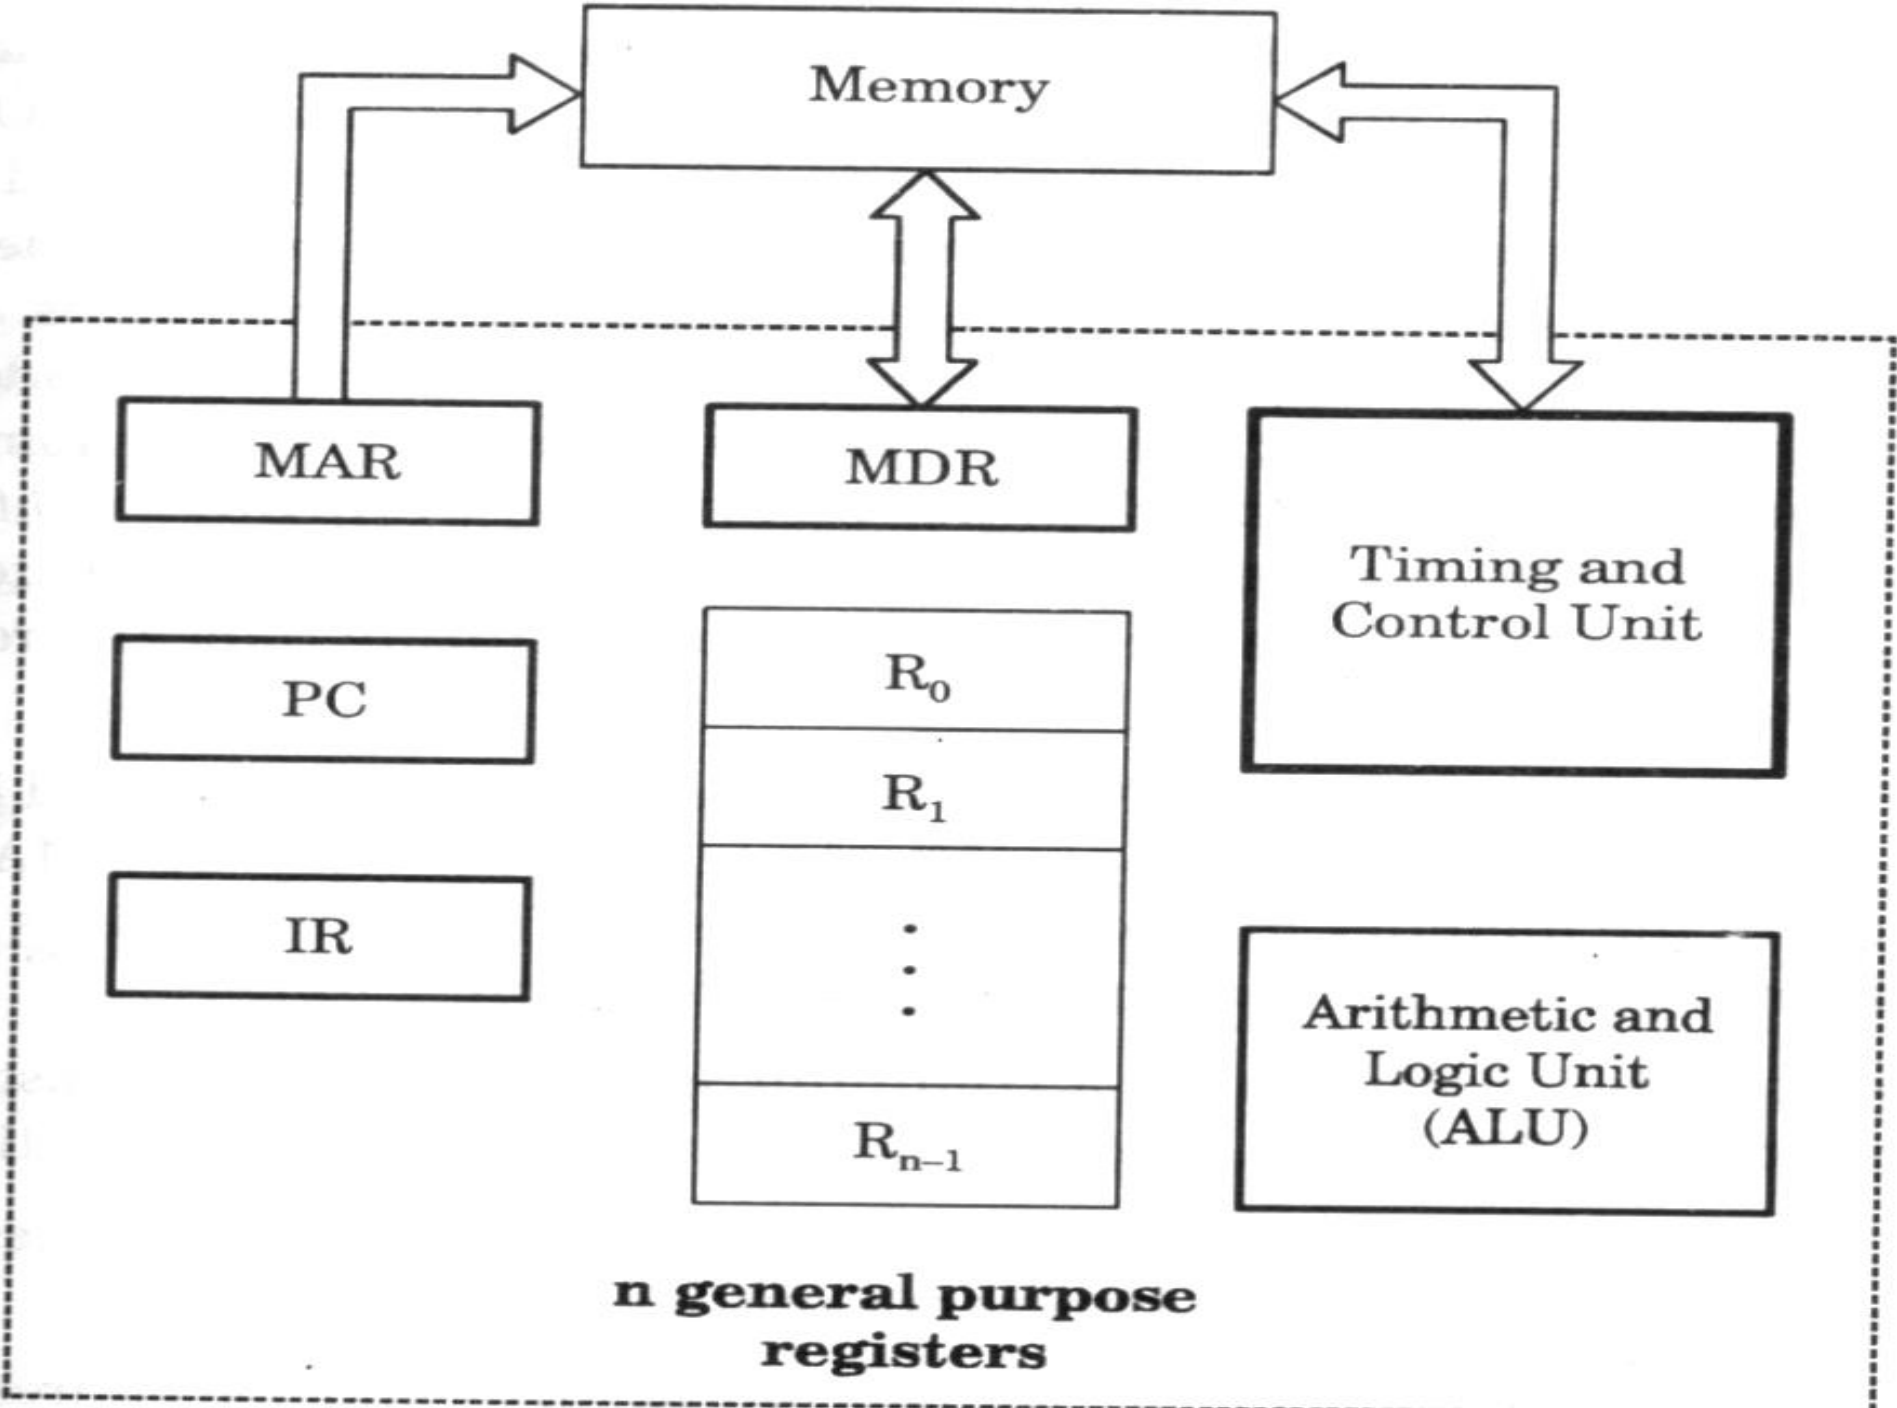 Memory
MAR
MDR
Timing and
Control Unit
PC
R₀
R₁
IR
Arithmetic and
Logic Unit
(ALU)
Rₙ₋₁
n general purpose
registers